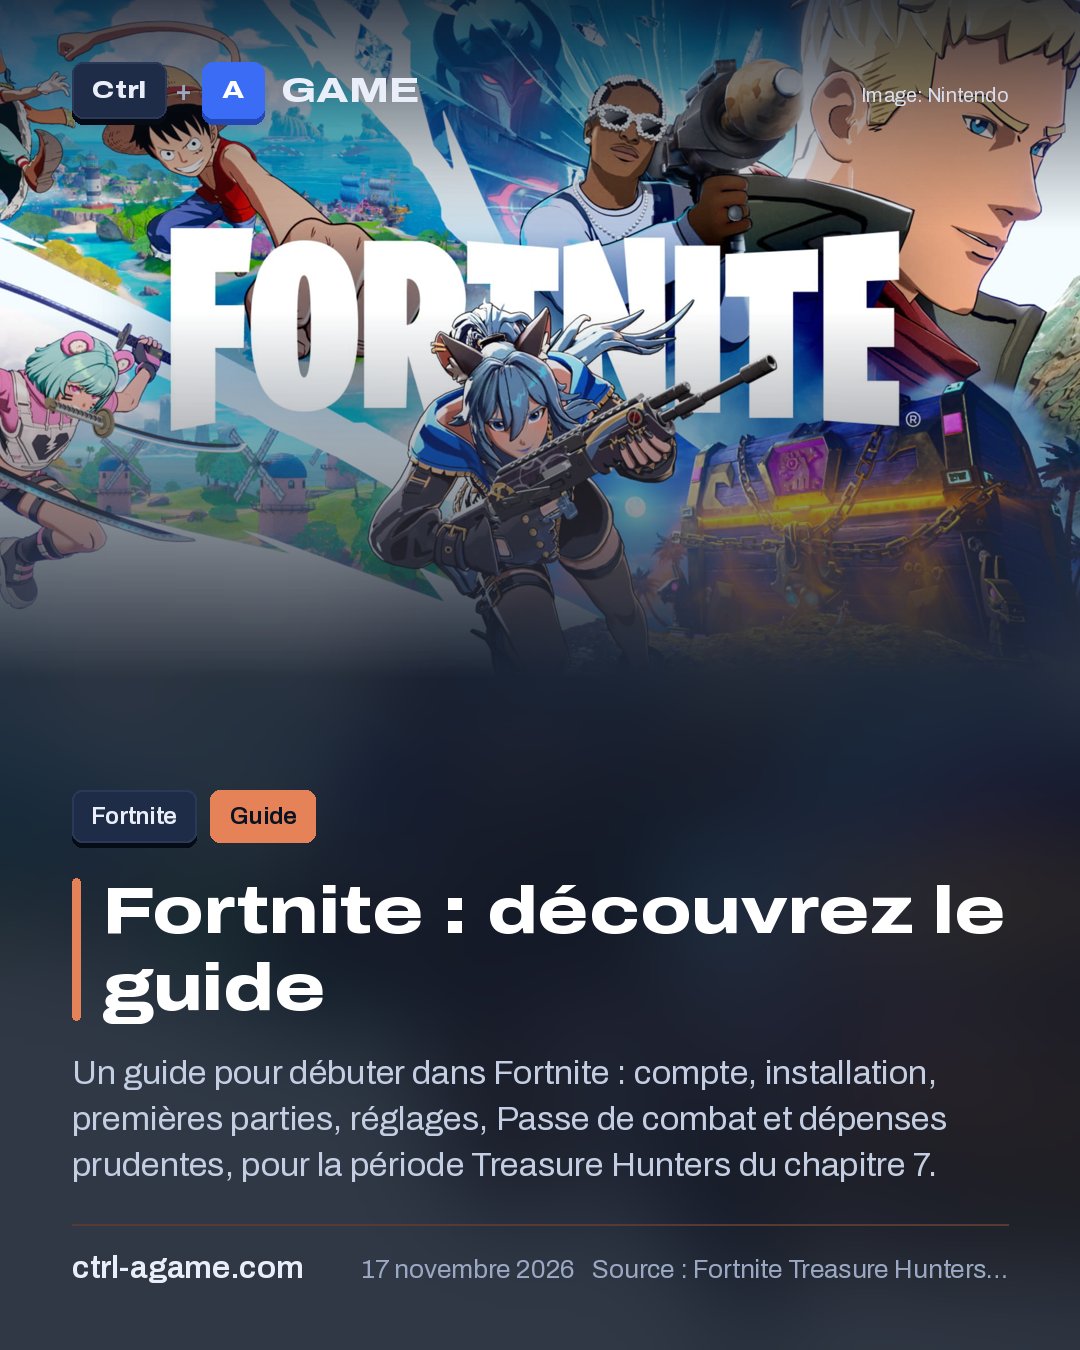 Ctrl + A GAME
Image: Nintendo
FORTNITE ®
Fortnite Guide
Fortnite : découvrez le
guide
Un guide pour débuter dans Fortnite : compte, installation,
premières parties, réglages, Passe de combat et dépenses
prudentes, pour la période Treasure Hunters du chapitre 7.
ctrl-agame.com 17 novembre 2026 Source : Fortnite Treasure Hunters...